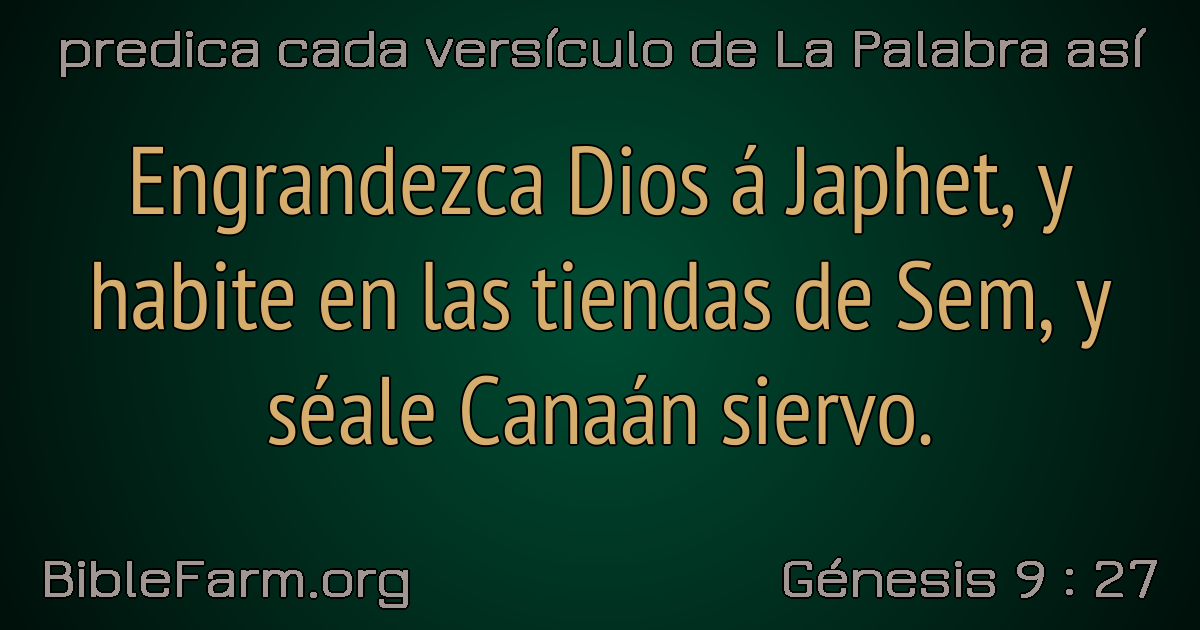 predica cada versículo de La Palabra así
Engrandezca Dios á Japhet, y
habite en las tiendas de Sem, y
séale Canaán siervo.
BibleFarm.org
Génesis 9 : 27